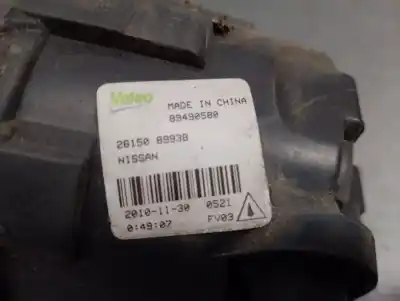 Valeo
MADE IN CHINA
89490580
26150 8993B
NISSAN
2010-11-30 0521
0:49:07 FV03